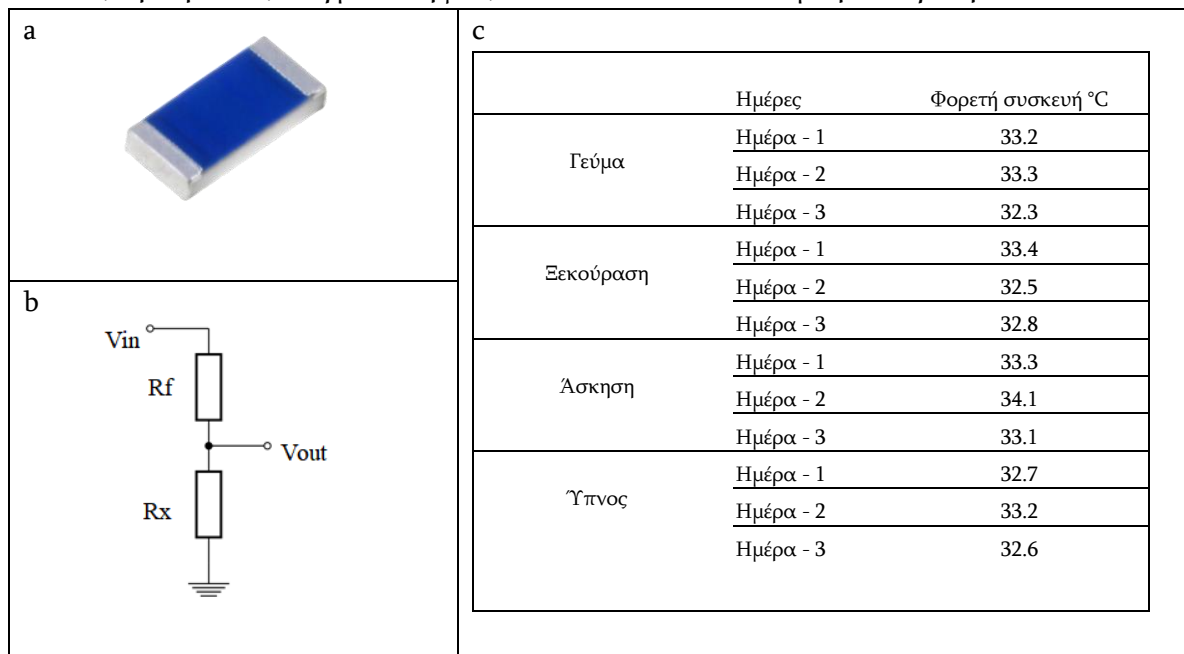 a
c
Ημέρες Φορετή συσκευή °C
Γεύμα
Ημέρα - 1 33.2
Ημέρα - 2 33.3
Ημέρα - 3 32.3
Ξεκούραση
Ημέρα - 1 33.4
Ημέρα - 2 32.5
Ημέρα - 3 32.8
Άσκηση
Ημέρα - 1 33.3
Ημέρα - 2 34.1
Ημέρα - 3 33.1
Ύπνος
Ημέρα - 1 32.7
Ημέρα - 2 33.2
Ημέρα - 3 32.6
b
Vin
Rf
Vout
Rx